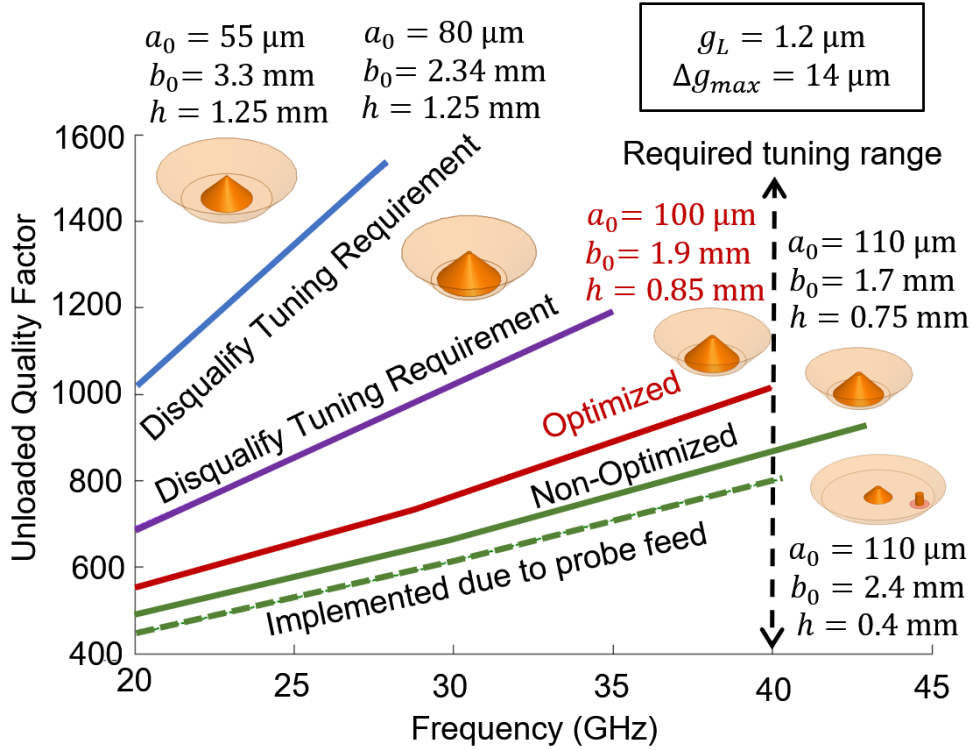 a₀ = 55 μm
b₀= 3.3 mm
h = 1.25 mm
a₀ = 80 μm
b₀= 2.34 mm
h = 1.25 mm
g_L = 1.2 μm
Δg_max = 14 μm
Required tuning range
a₀ = 100 μm
b₀= 1.9 mm
h = 0.85 mm
a₀= 110 μm
b₀= 1.7 mm
h = 0.75 mm
Disqualify Tuning Requirement
Disqualify Tuning Requirement
Optimized
Non-Optimized
Implemented due to probe feed
a₀ = 110 μm
b₀ = 2.4 mm
h = 0.4 mm
Unloaded Quality Factor
1600
1400
1200
1000
800
600
400
20
25
30
35
40
45
Frequency (GHz)